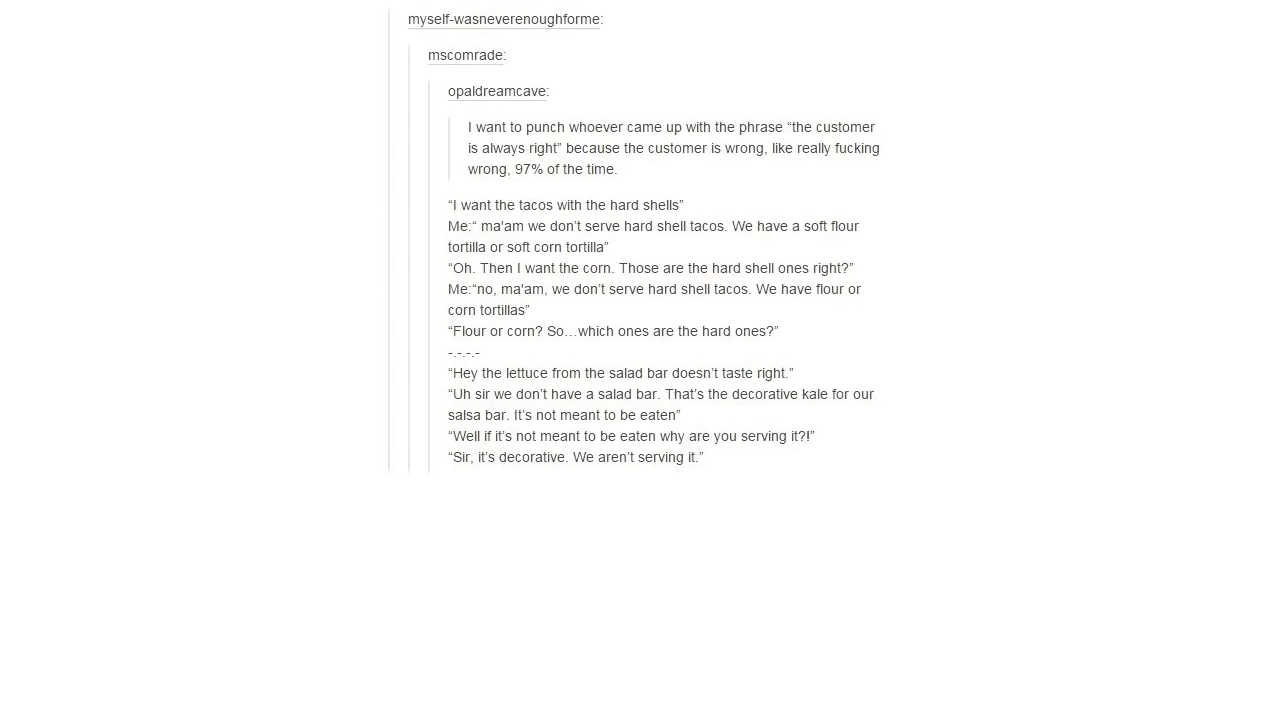 myself-wasneverenoughforme:
mscomrade:
opaldreamcave:
I want to punch whoever came up with the phrase “the customer
is always right” because the customer is wrong, like really fucking
wrong, 97% of the time.
“I want the tacos with the hard shells”
Me:“ ma'am we don’t serve hard shell tacos. We have a soft flour
tortilla or soft corn tortilla”
“Oh. Then I want the corn. Those are the hard shell ones right?”
Me:“no, ma'am, we don’t serve hard shell tacos. We have flour or
corn tortillas”
“Flour or corn? So…which ones are the hard ones?”
-.-.-.-
“Hey the lettuce from the salad bar doesn’t taste right.”
“Uh sir we don’t have a salad bar. That’s the decorative kale for our
salsa bar. It’s not meant to be eaten”
“Well if it’s not meant to be eaten why are you serving it?!”
“Sir, it’s decorative. We aren’t serving it.”